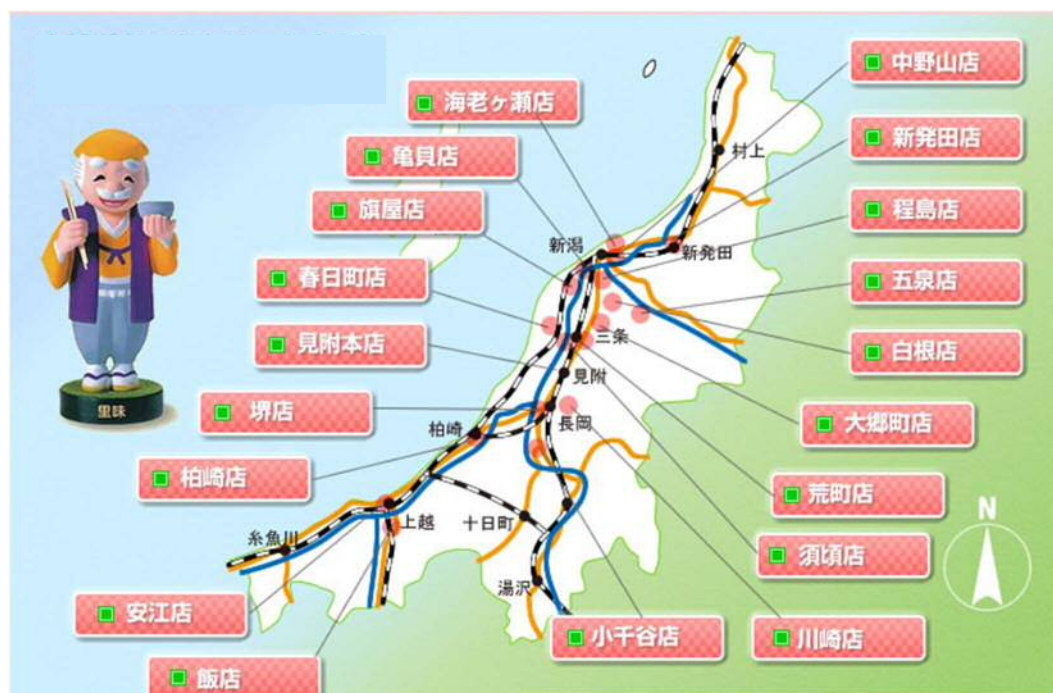 中野山店
海老ヶ瀬店
新発田店
亀貝店
程島店
旗屋店
五泉店
春日町店
白根店
見附本店
大郷町店
堺店
荒町店
柏崎店
須頃店
安江店
小千谷店
川崎店
飯店
村上
新潟
新発田
三条
見附
長岡
柏崎
上越
十日町
糸魚川
湯沢
里味
N